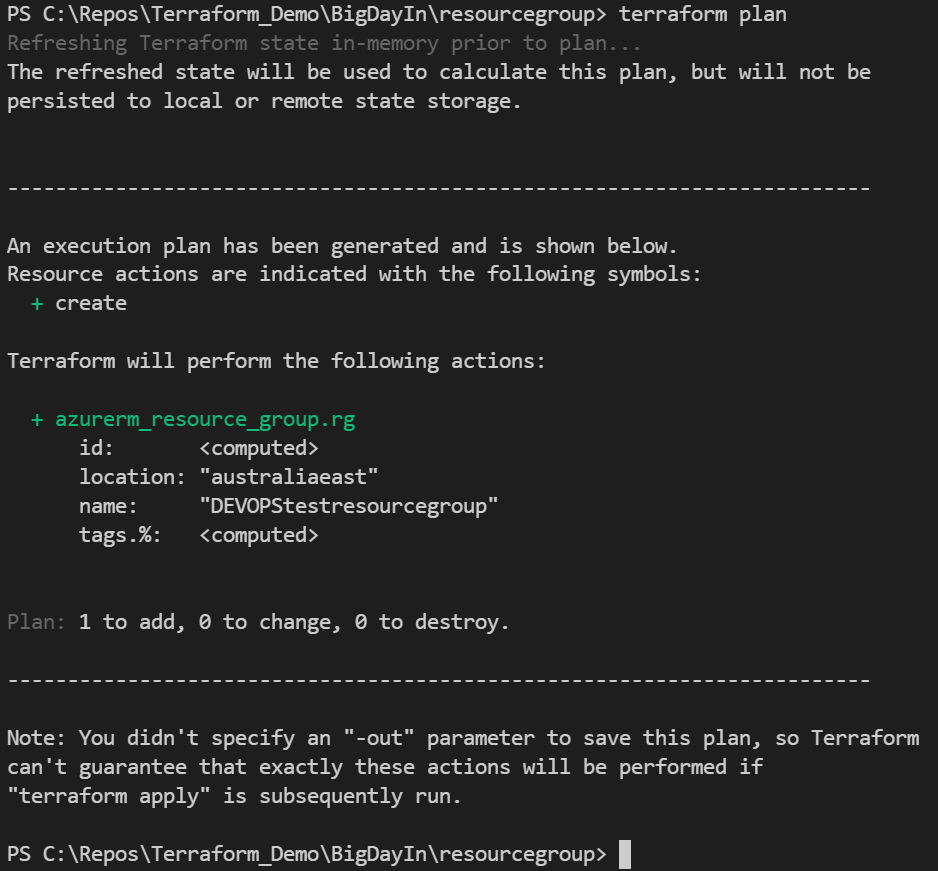 PS C:\Repos\Terraform_Demo\BigDayIn\resourcegroup> terraform plan
Refreshing Terraform state in-memory prior to plan...
The refreshed state will be used to calculate this plan, but will not be
persisted to local or remote state storage.
------------------------------------------------------------------------
An execution plan has been generated and is shown below.
Resource actions are indicated with the following symbols:
  + create
Terraform will perform the following actions:
  + azurerm_resource_group.rg
      id:       <computed>
      location: "australiaeast"
      name:     "DEVOPStestresourcegroup"
      tags.%:   <computed>
Plan: 1 to add, 0 to change, 0 to destroy.
------------------------------------------------------------------------
Note: You didn't specify an "-out" parameter to save this plan, so Terraform
can't guarantee that exactly these actions will be performed if
"terraform apply" is subsequently run.
PS C:\Repos\Terraform_Demo\BigDayIn\resourcegroup>